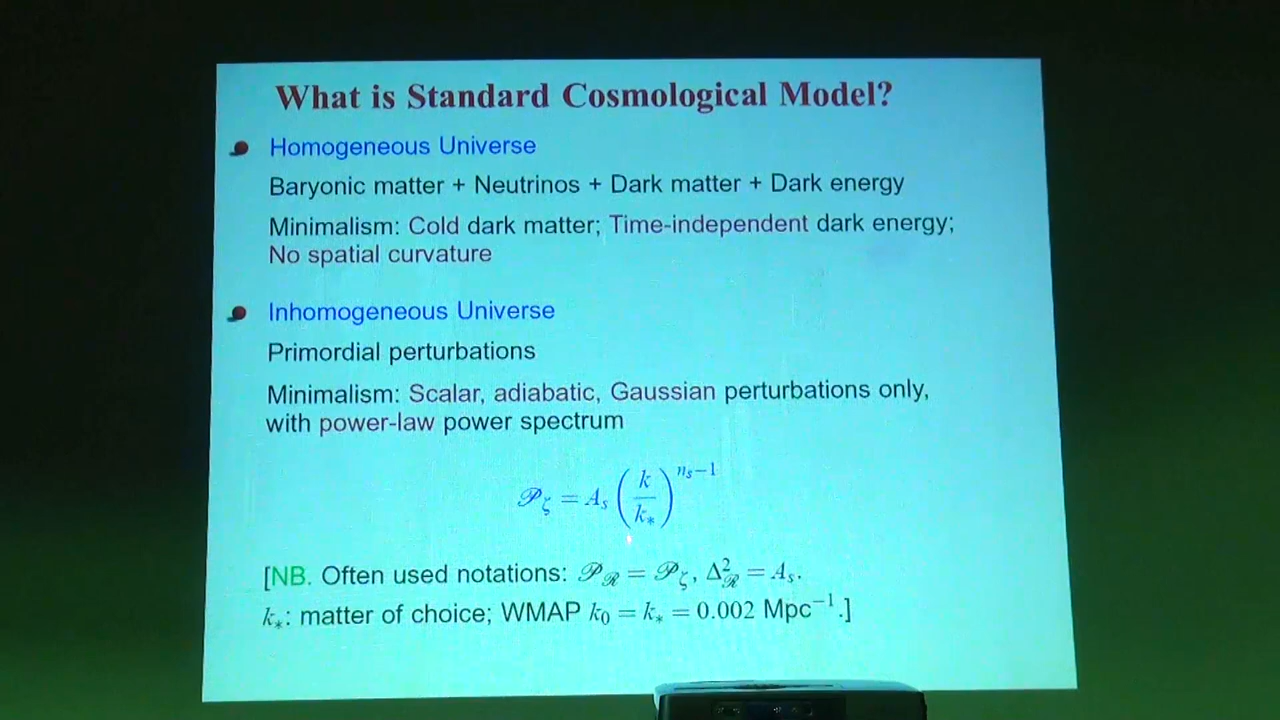 What is Standard Cosmological Model?
Homogeneous Universe
Baryonic matter + Neutrinos + Dark matter + Dark energy
Minimalism: Cold dark matter; Time-independent dark energy;
No spatial curvature
Inhomogeneous Universe
Primordial perturbations
Minimalism: Scalar, adiabatic, Gaussian perturbations only,
with power-law power spectrum
𝒫_ζ = A_s (k/k_*)^{n_s−1}
[NB. Often used notations: 𝒫_ℛ = 𝒫_ζ, Δ²_ℛ = A_s.
k_*: matter of choice; WMAP k_0 = k_* = 0.002 Mpc⁻¹.]